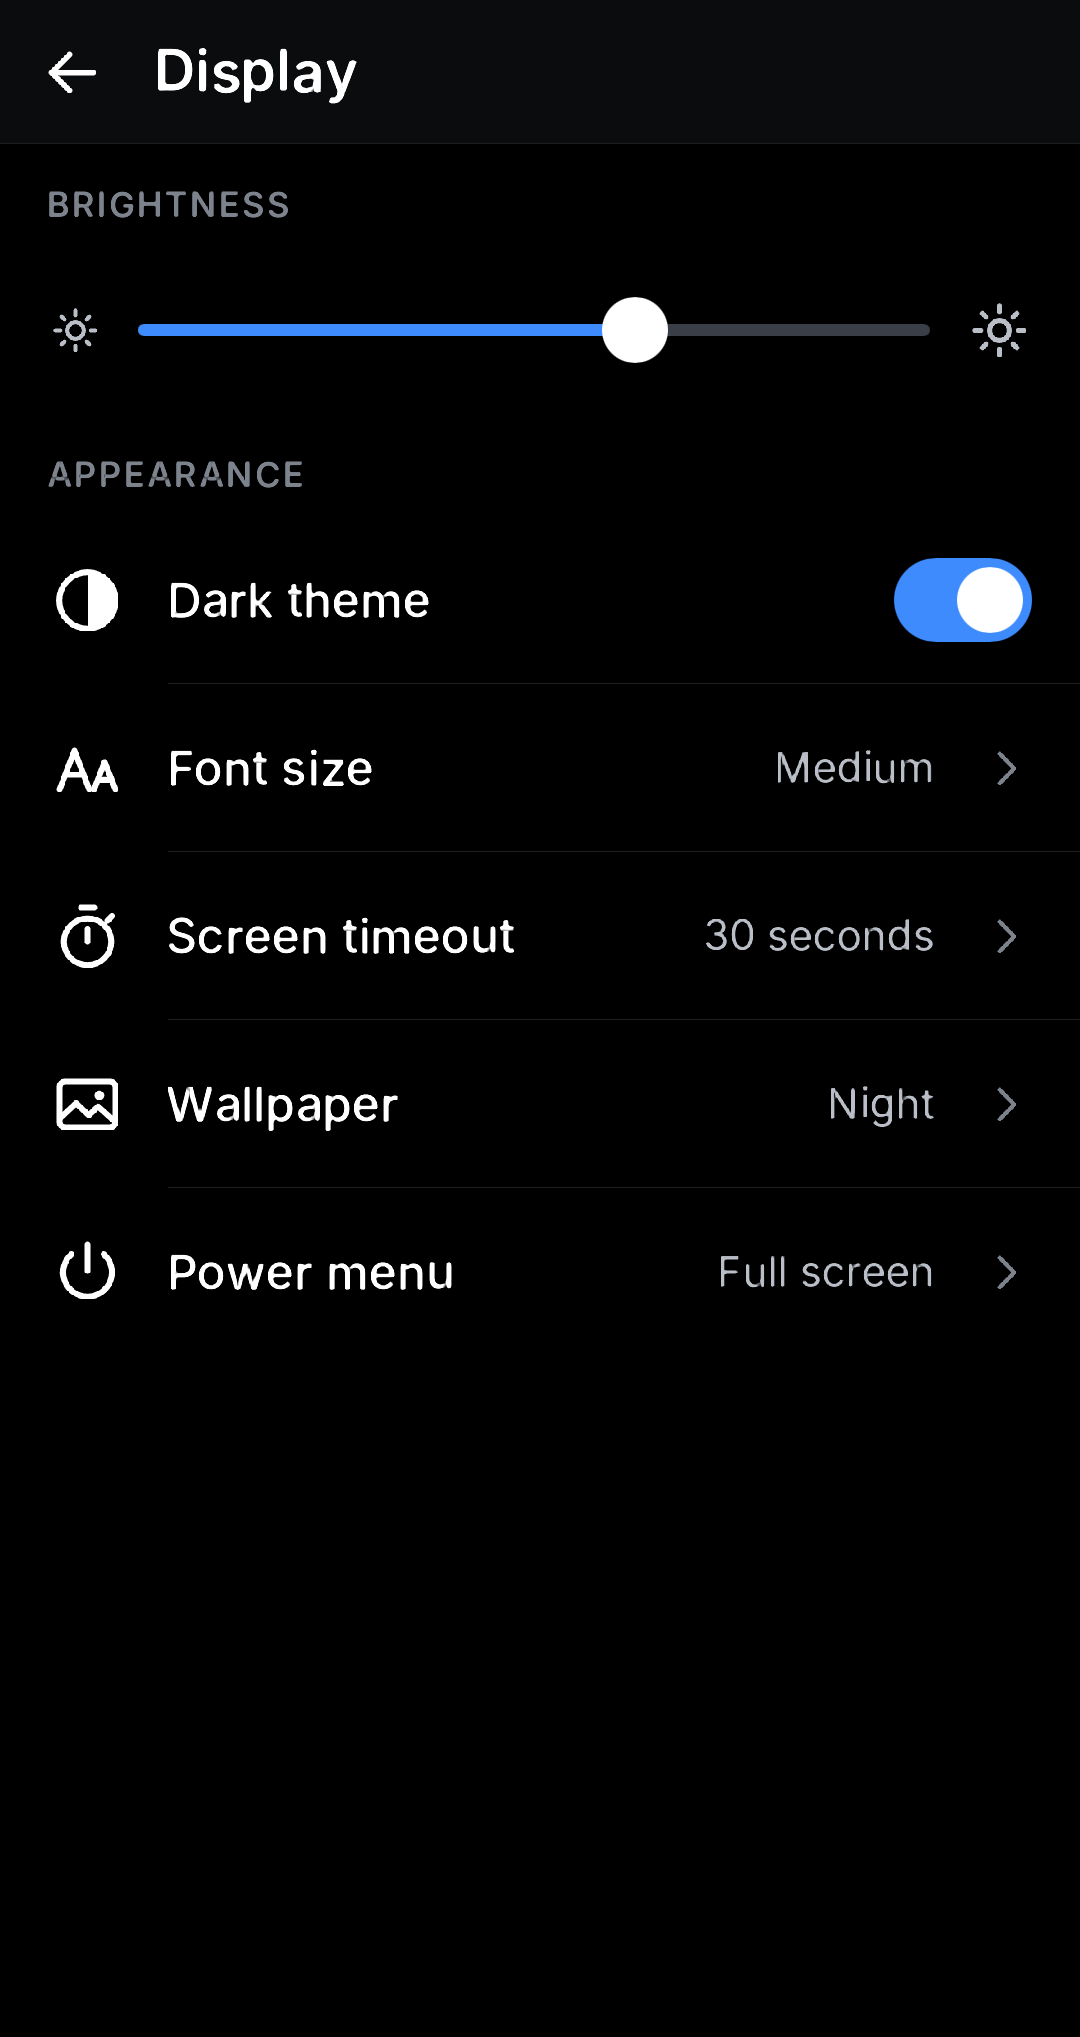 Display
BRIGHTNESS
APPEARANCE
Dark theme
Font size Medium
Screen timeout 30 seconds
Wallpaper Night
Power menu Full screen